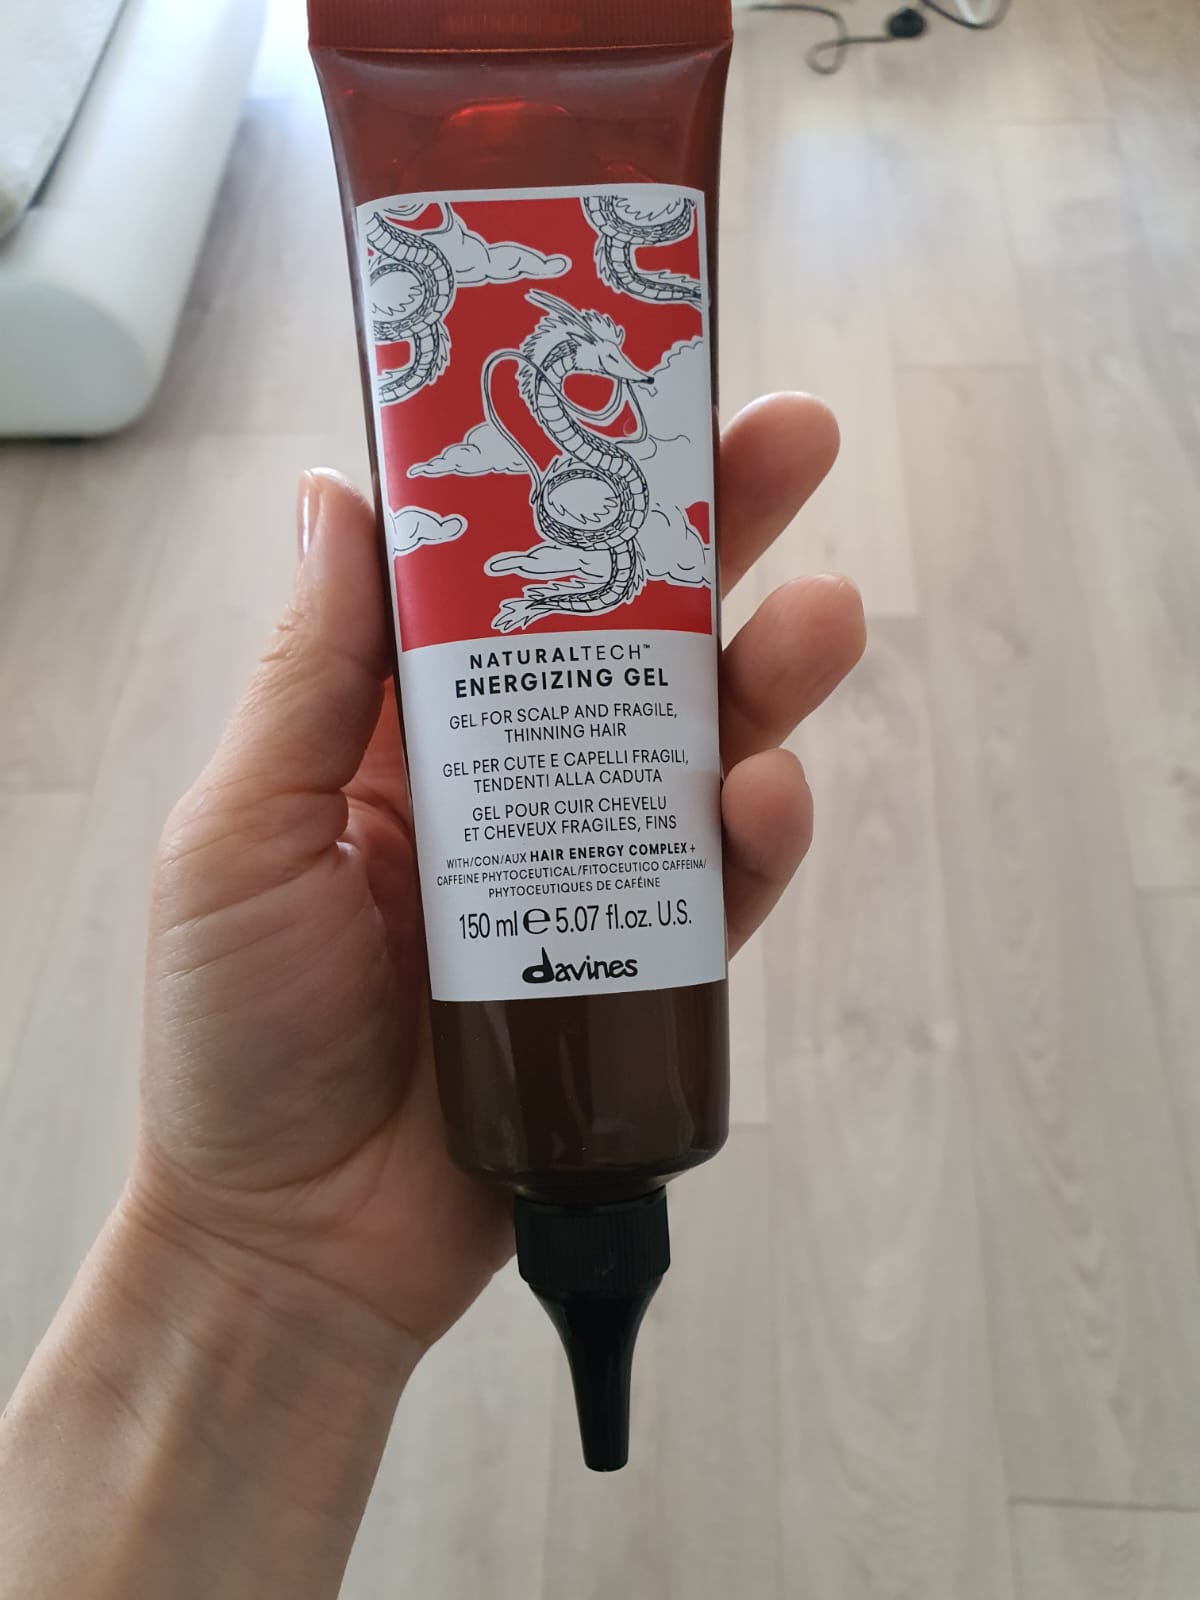 NATURALTECH™
ENERGIZING GEL
GEL FOR SCALP AND FRAGILE,
THINNING HAIR
GEL PER CUTE E CAPELLI FRAGILI,
TENDENTI ALLA CADUTA
GEL POUR CUIR CHEVELU
ET CHEVEUX FRAGILES, FINS
WITH/CON/AUX HAIR ENERGY COMPLEX +
CAFFEINE PHYTOCEUTICAL/FITOCEUTICO CAFFEINA/
PHYTOCEUTIQUES DE CAFÉINE
150 ml ℮ 5.07 fl.oz. U.S.
davines